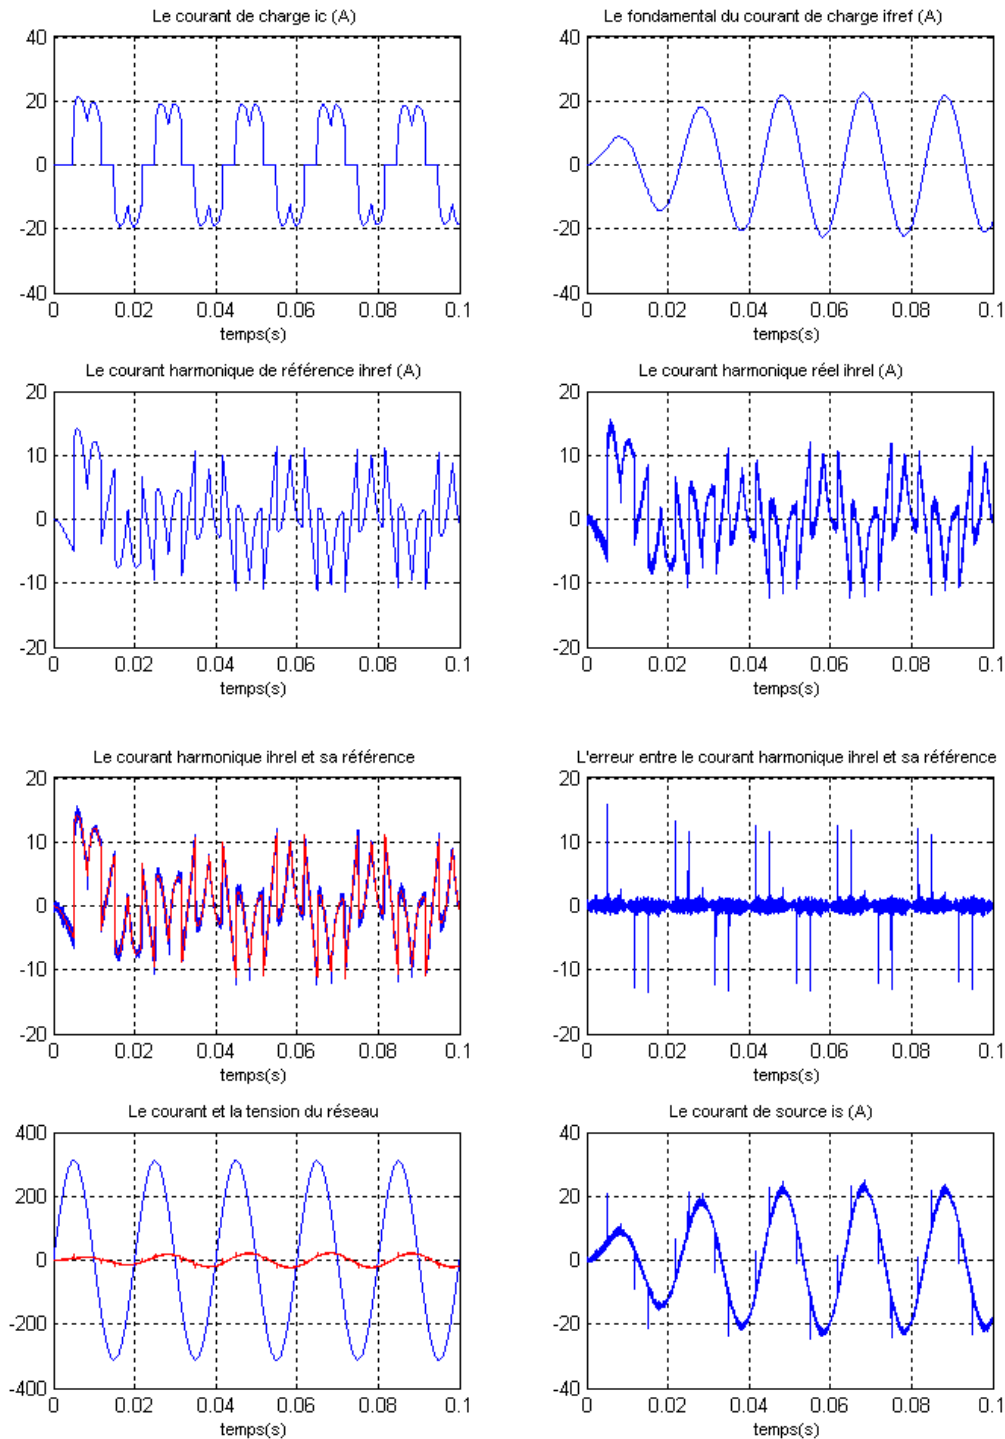 Le courant de charge ic (A)
40
20
0
-20
-40
0 0.02 0.04 0.06 0.08 0.1
temps(s)
Le fondamental du courant de charge ifref (A)
40
20
0
-20
-40
0 0.02 0.04 0.06 0.08 0.1
temps(s)
Le courant harmonique de référence ihref (A)
20
10
0
-10
-20
0 0.02 0.04 0.06 0.08 0.1
temps(s)
Le courant harmonique réel ihrel (A)
20
10
0
-10
-20
0 0.02 0.04 0.06 0.08 0.1
temps(s)
Le courant harmonique ihrel et sa référence
20
10
0
-10
-20
0 0.02 0.04 0.06 0.08 0.1
temps(s)
L'erreur entre le courant harmonique ihrel et sa référence
20
10
0
-10
-20
0 0.02 0.04 0.06 0.08 0.1
temps(s)
Le courant et la tension du réseau
400
200
0
-200
-400
0 0.02 0.04 0.06 0.08 0.1
temps(s)
Le courant de source is (A)
40
20
0
-20
-40
0 0.02 0.04 0.06 0.08 0.1
temps(s)